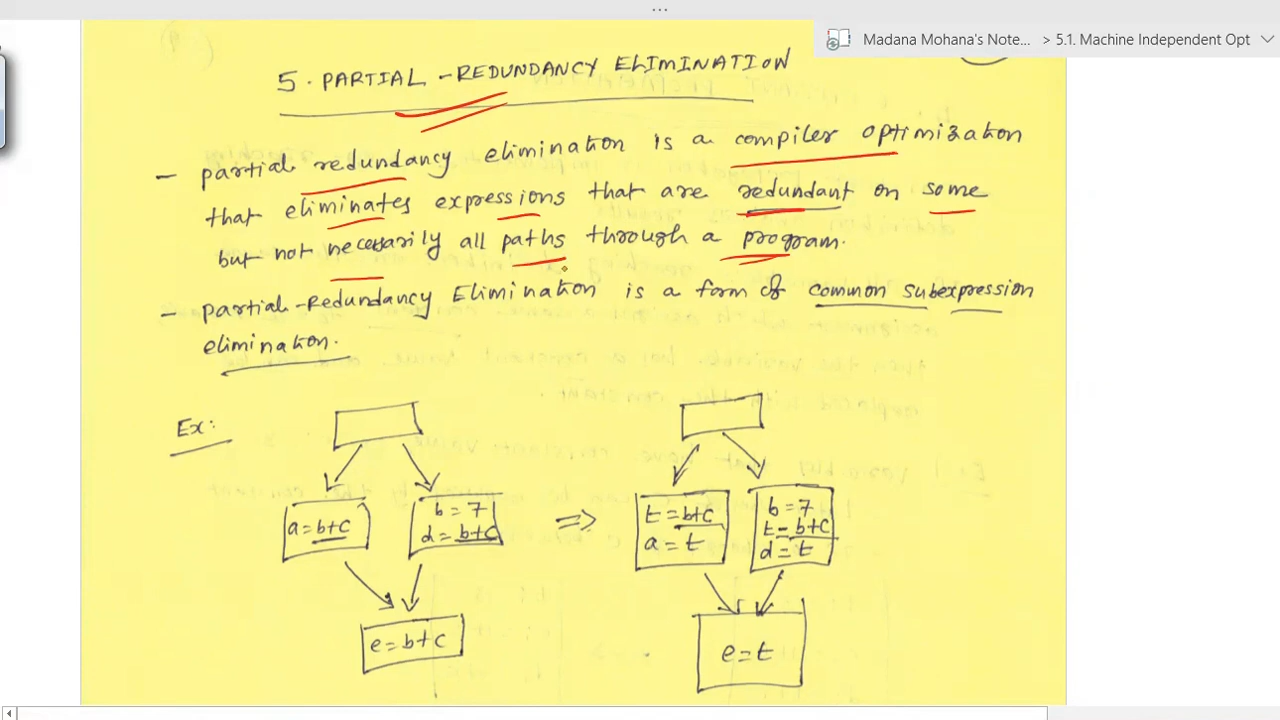 ...
Madana Mohana's Note... > 5.1. Machine Independent Opt
5. PARTIAL-REDUNDANCY ELIMINATION
- partial redundancy elimination is a compiler optimization
that eliminates expressions that are redundant on some
but not necessarily all paths through a program.
- partial-Redundancy Elimination is a form of common subexpression
elimination.
Ex:
a = b+c
b = 7
d = b+c
e = b+c
=>
t = b+c
a = t
b = 7
t = b+c
d = t
e = t